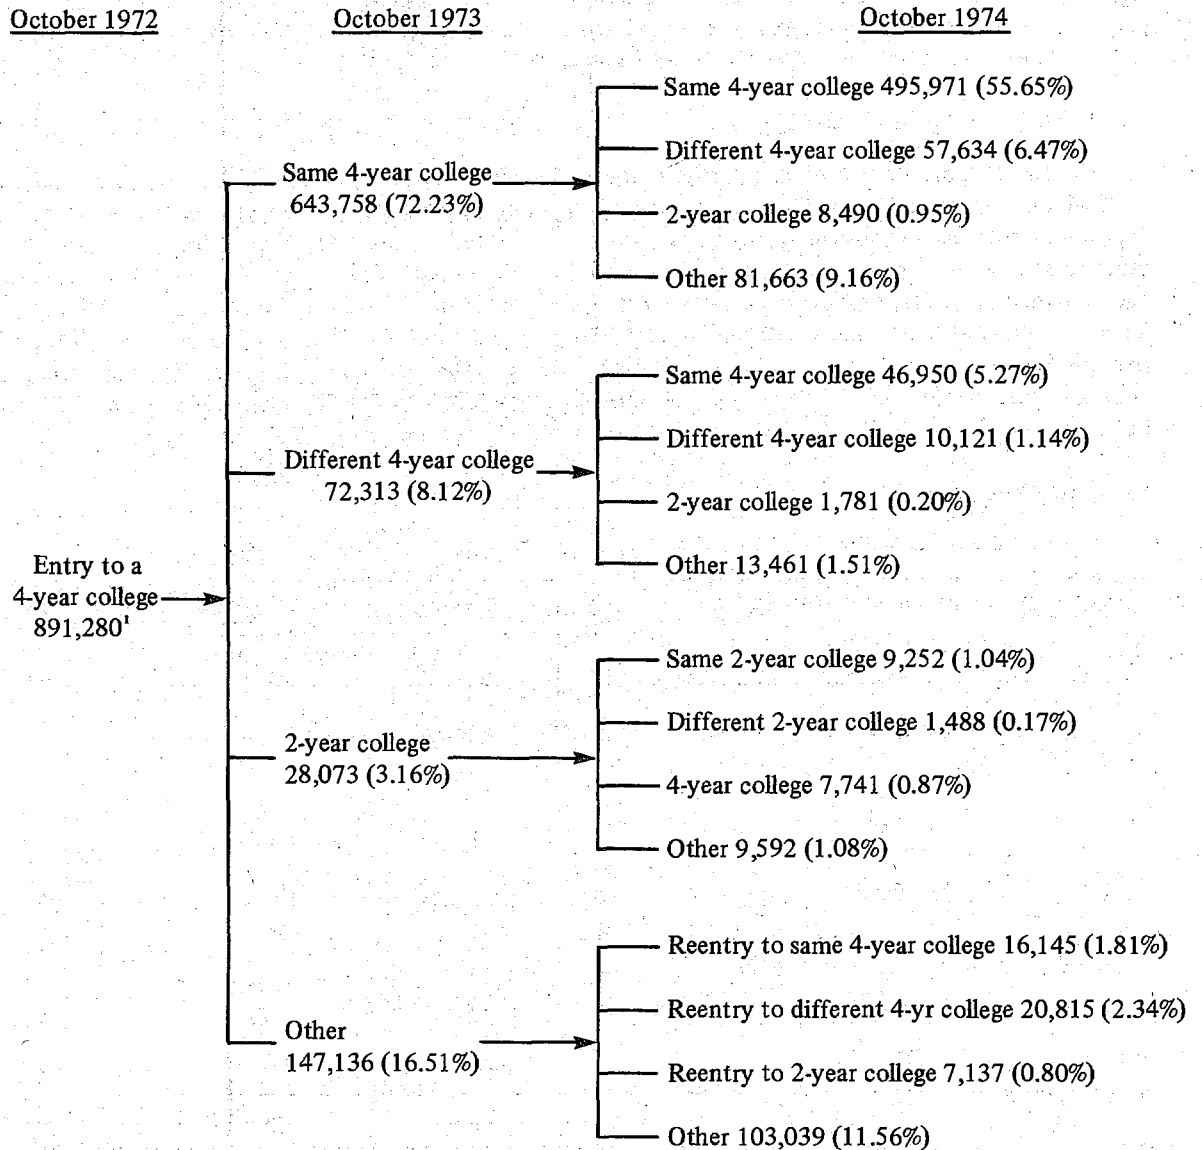 October 1972
October 1973
October 1974
Entry to a
4-year college
891,280¹
Same 4-year college
643,758 (72.23%)
Same 4-year college 495,971 (55.65%)
Different 4-year college 57,634 (6.47%)
2-year college 8,490 (0.95%)
Other 81,663 (9.16%)
Different 4-year college
72,313 (8.12%)
Same 4-year college 46,950 (5.27%)
Different 4-year college 10,121 (1.14%)
2-year college 1,781 (0.20%)
Other 13,461 (1.51%)
2-year college
28,073 (3.16%)
Same 2-year college 9,252 (1.04%)
Different 2-year college 1,488 (0.17%)
4-year college 7,741 (0.87%)
Other 9,592 (1.08%)
Other
147,136 (16.51%)
Reentry to same 4-year college 16,145 (1.81%)
Reentry to different 4-yr college 20,815 (2.34%)
Reentry to 2-year college 7,137 (0.80%)
Other 103,039 (11.56%)